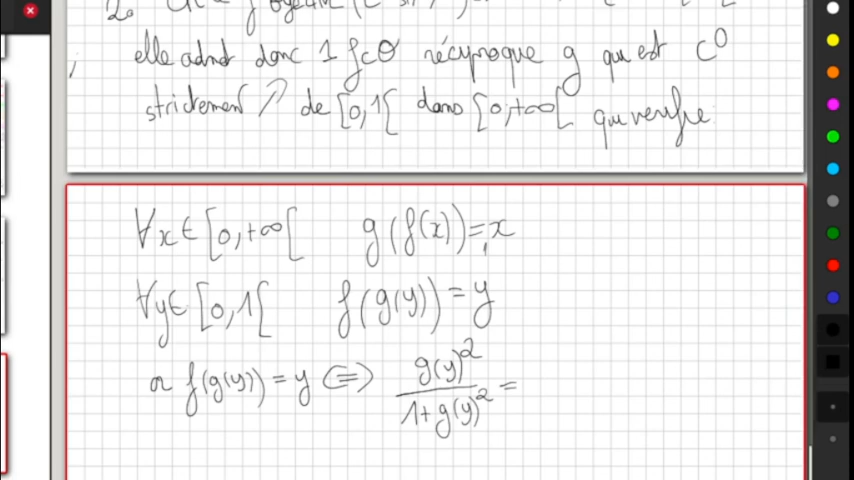 elle admet donc 1 fc° réciproque g qui est C⁰
strictement ↗ de [0,1[ dans [0,+∞[ qui vérifie
∀x∈[0,+∞[ g(f(x))=x
∀y∈[0,1[ f(g(y))=y
or f(g(y))=y ⇔ g(y)²/(1+g(y)²) =